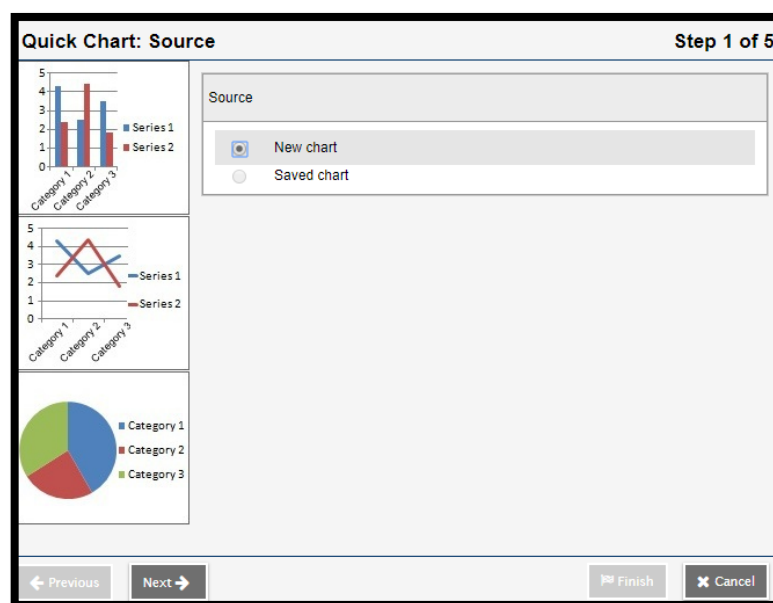 Quick Chart: Source Step 1 of 5
5
4
3
2
1
0
Series 1
Series 2
Category 1 Category 2 Category 3
Source
New chart
Saved chart
5
4
3
2
1
0
Series 1
Series 2
Category 1 Category 2 Category 3
Category 1
Category 2
Category 3
Previous Next Finish Cancel